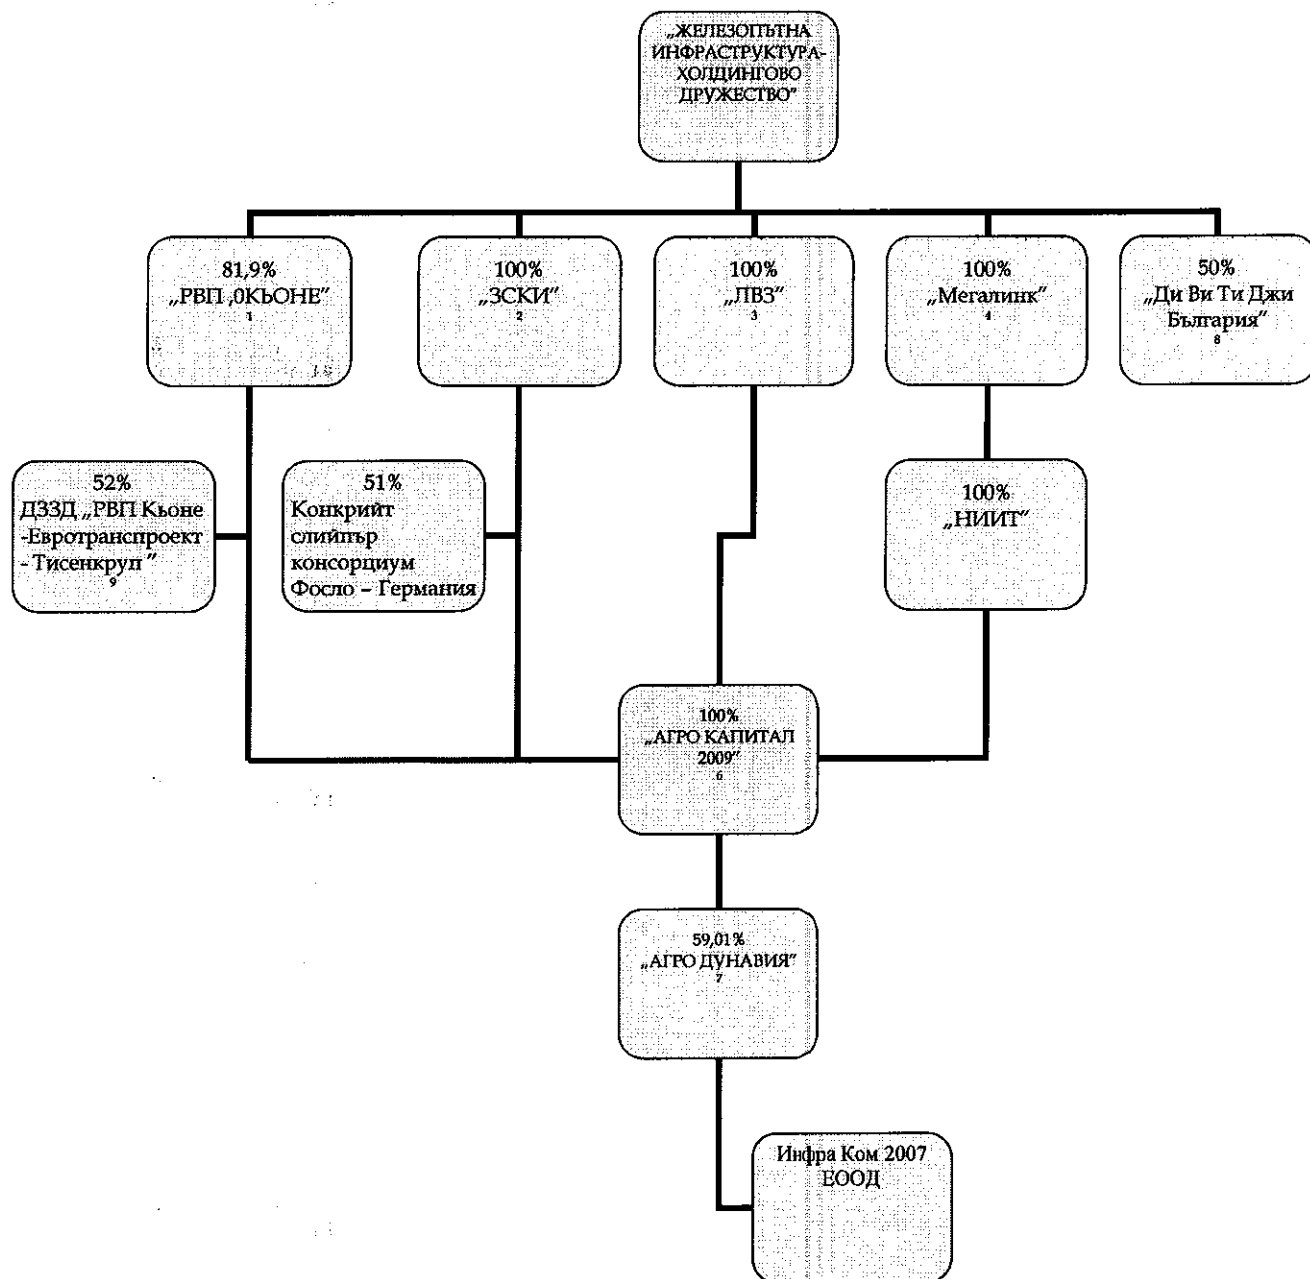 „ЖЕЛЕЗОПЪТНА
ИНФРАСТРУКТУРА-
ХОЛДИНГОВО
ДРУЖЕСТВО”
81,9%
„РВП ,0КЬОНЕ”
1
100%
„ЗСКИ”
2
100%
„ЛВЗ”
3
100%
„Мегалинк”
4
50%
„Ди Ви Ти Джи
България”
8
52%
ДЗЗД „РВП Кьоне
-Евротранспроект
- Тисенкруп ”
9
51%
Конкрийт
слийпър
консорциум
Фосло – Германия
100%
„НИИТ”
100%
„АГРО КАПИТАЛ
2009”
6
59,01%
„АГРО ДУНАВИЯ”
7
Инфра Ком 2007
ЕООД